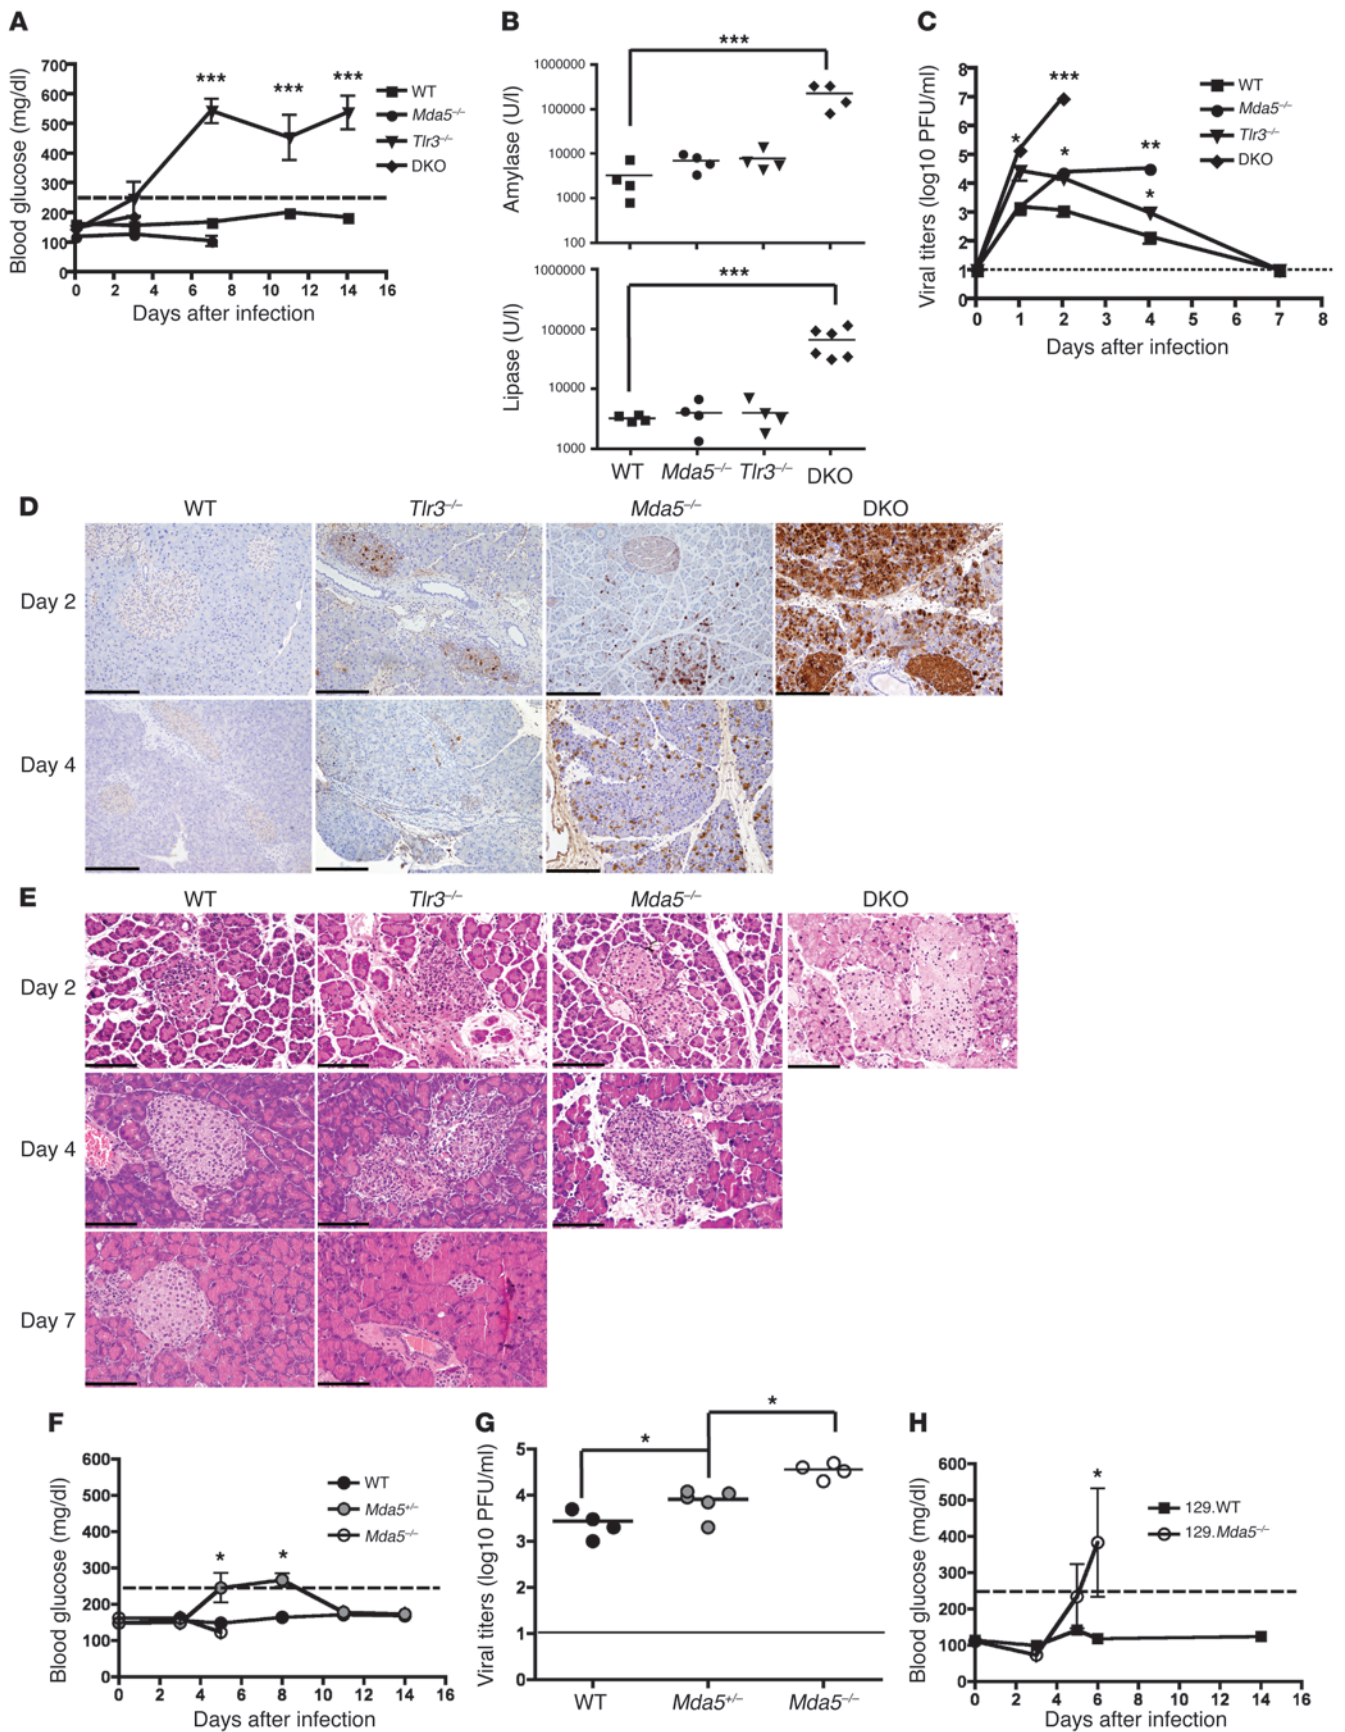 A
Blood glucose (mg/dl)
700
600
500
400
300
200
100
0
0 2 4 6 8 10 12 14 16
Days after infection
*** *** ***
WT
Mda5–/–
Tlr3–/–
DKO
B
***
Amylase (U/l)
1000000
100000
10000
1000
100
***
Lipase (U/l)
1000000
100000
10000
1000
WT Mda5–/– Tlr3–/– DKO
C
Viral titers (log10 PFU/ml)
8
7
6
5
4
3
2
1
0
0 1 2 3 4 5 6 7 8
Days after infection
***
* * **
*
WT
Mda5–/–
Tlr3–/–
DKO
D
WT Tlr3–/– Mda5–/– DKO
Day 2
Day 4
E
WT Tlr3–/– Mda5–/– DKO
Day 2
Day 4
Day 7
F
Blood glucose (mg/dl)
600
500
400
300
200
100
0
0 2 4 6 8 10 12 14 16
Days after infection
* *
WT
Mda5+/–
Mda5–/–
G
Viral titers (log10 PFU/ml)
5
4
3
2
1
0
* *
WT Mda5+/– Mda5–/–
H
Blood glucose (mg/dl)
600
500
400
300
200
100
0
0 2 4 6 8 10 12 14 16
Days after infection
*
129.WT
129.Mda5–/–